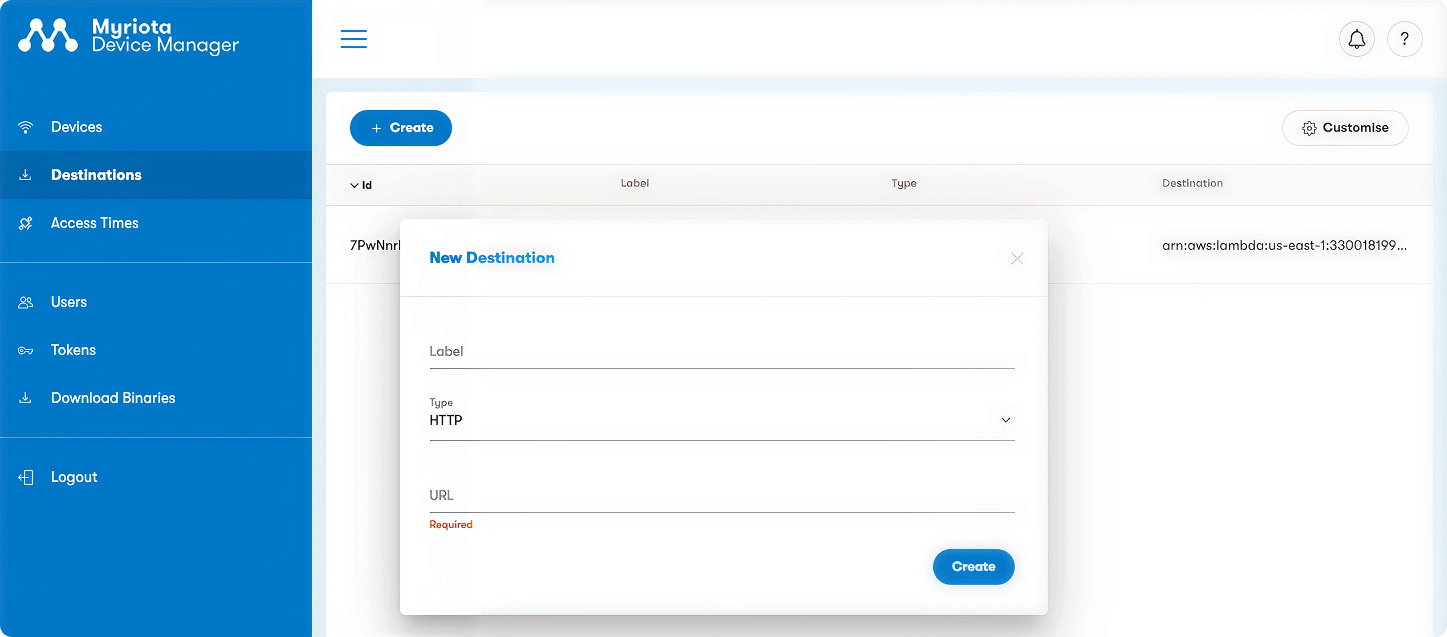 Myriota
Device Manager
?
Devices
Destinations
Access Times
Users
Tokens
Download Binaries
Logout
+ Create
Customise
Id Label Type Destination
arn:aws:lambda:us-east-1:330018199...
New Destination
Label
Type
HTTP
URL
Required
Create